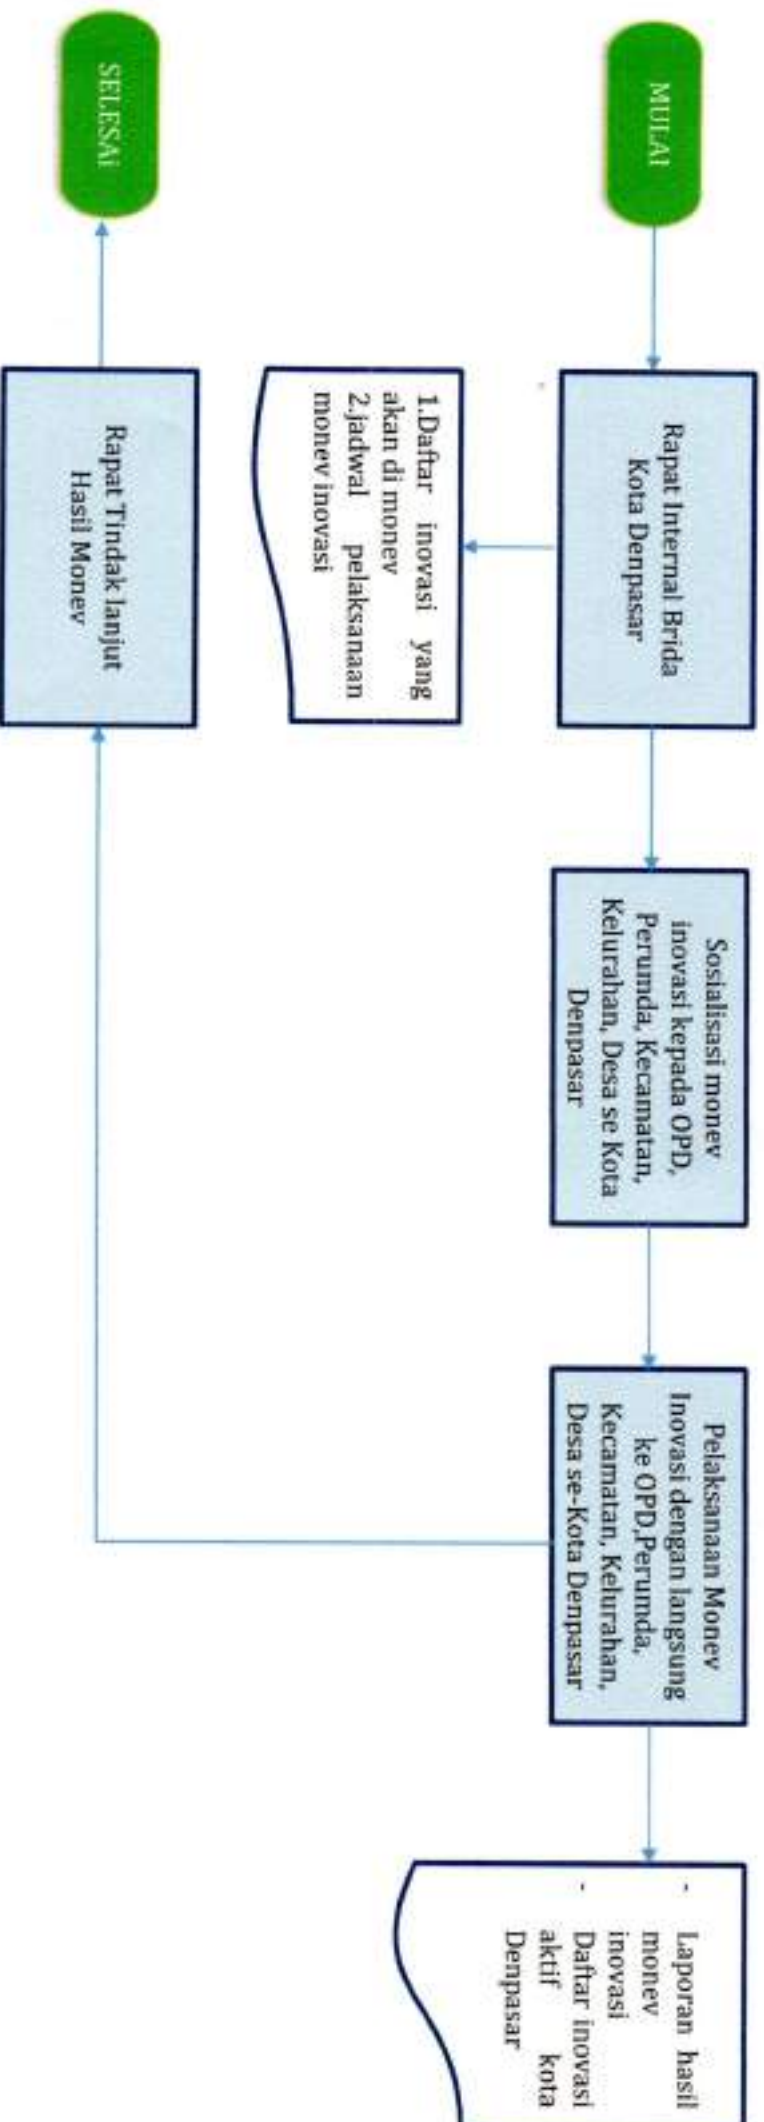 MULAI
Rapat Internal Brida
Kota Denpasar
Sosialisasi monev
inovasi kepada OPD,
Perumda, Kecamatan,
Kelurahan, Desa se Kota
Denpasar
Pelaksanaan Monev
Inovasi dengan langsung
ke OPD,Perumda,
Kecamatan, Kelurahan,
Desa se-Kota Denpasar
- Laporan hasil
monev
inovasi
- Daftar inovasi
aktif kota
Denpasar
1.Daftar inovasi yang
akan di monev
2.jadwal pelaksanaan
monev inovasi
Rapat Tindak lanjut
Hasil Monev
SELESAi